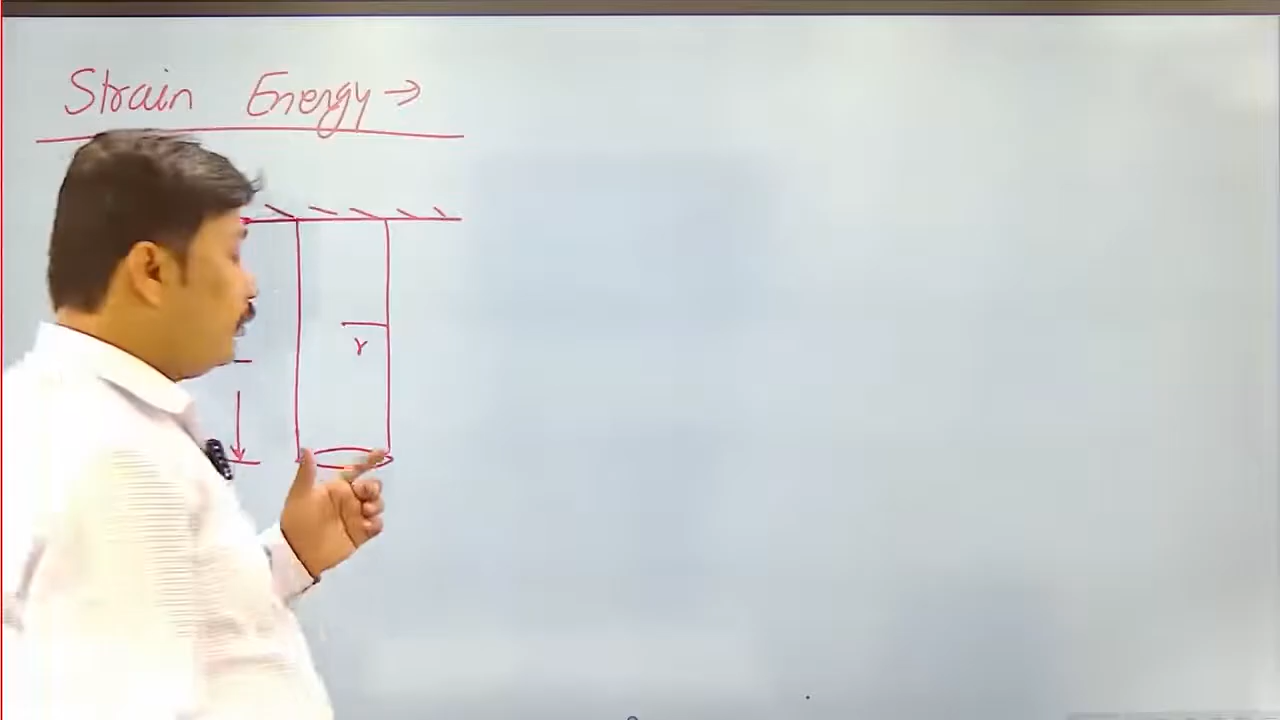 Strain Energy →
r